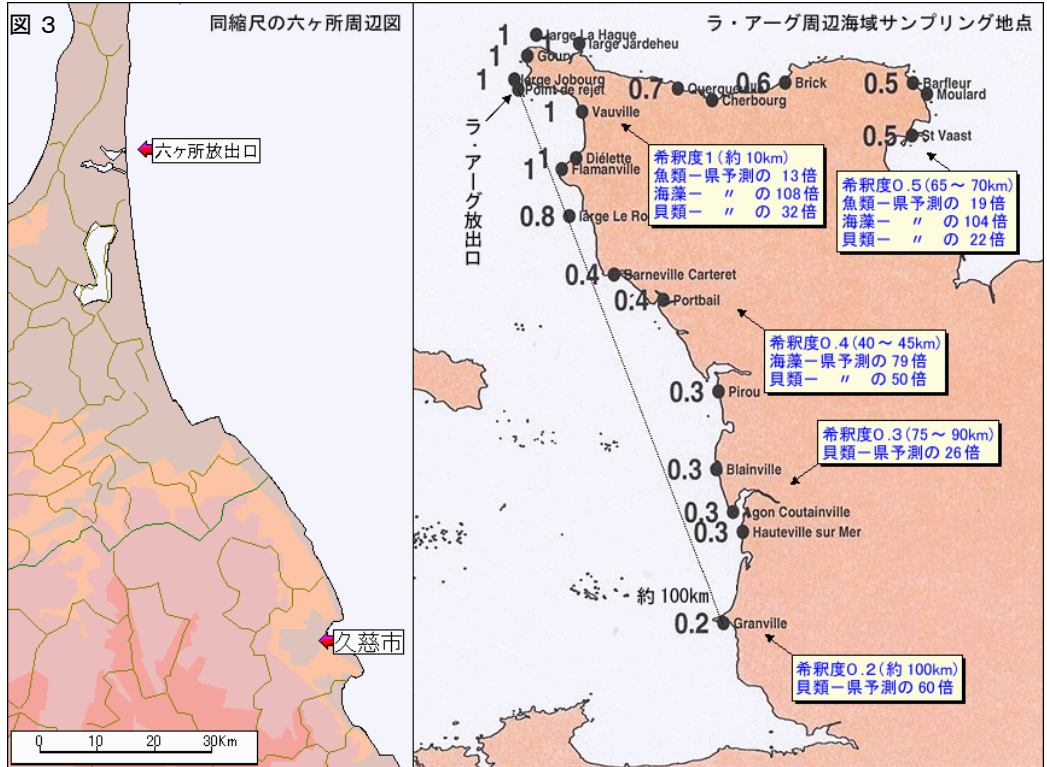 図 3
同縮尺の六ヶ所周辺図
六ヶ所放出口
久慈市
0 10 20 30Km
ラ・アーグ周辺海域サンプリング地点
1 large La Hague
1 large Jardeheu
1 Goury
1 large Jobourg
Point de rejet
ラ・アーグ放出口
0.7 Querqueville
Cherbourg
0.6 Brick
0.5 Barfleur
Moulard
0.5 St Vaast
1 Vauville
1 Diélette
1 Flamanville
0.8 large Le Ro
0.4 Barneville Carteret
0.4 Portbail
0.3 Pirou
0.3 Blainville
0.3 Agon Coutainville
0.3 Hauteville sur Mer
約 100km
0.2 Granville
希釈度1(約 10km)
魚類－県予測の 13倍
海藻－ 〃 の 108倍
貝類－ 〃 の 32倍
希釈度0.5(65～70km)
魚類－県予測の 19倍
海藻－ 〃 の 104倍
貝類－ 〃 の 22倍
希釈度0.4(40～45km)
海藻－県予測の 79倍
貝類－ 〃 の 50倍
希釈度0.3(75～90km)
貝類－県予測の 26倍
希釈度0.2(約 100km)
貝類－県予測の 60倍